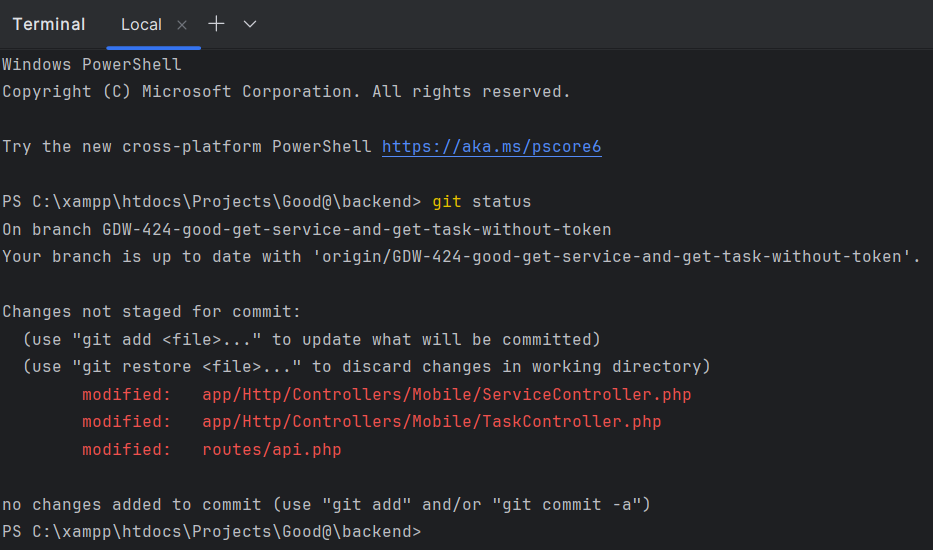 Terminal Local
Windows PowerShell
Copyright (C) Microsoft Corporation. All rights reserved.
Try the new cross-platform PowerShell https://aka.ms/pscore6
PS C:\xampp\htdocs\Projects\Good@\backend> git status
On branch GDW-424-good-get-service-and-get-task-without-token
Your branch is up to date with 'origin/GDW-424-good-get-service-and-get-task-without-token'.
Changes not staged for commit:
  (use "git add <file>..." to update what will be committed)
  (use "git restore <file>..." to discard changes in working directory)
        modified:   app/Http/Controllers/Mobile/ServiceController.php
        modified:   app/Http/Controllers/Mobile/TaskController.php
        modified:   routes/api.php
no changes added to commit (use "git add" and/or "git commit -a")
PS C:\xampp\htdocs\Projects\Good@\backend>